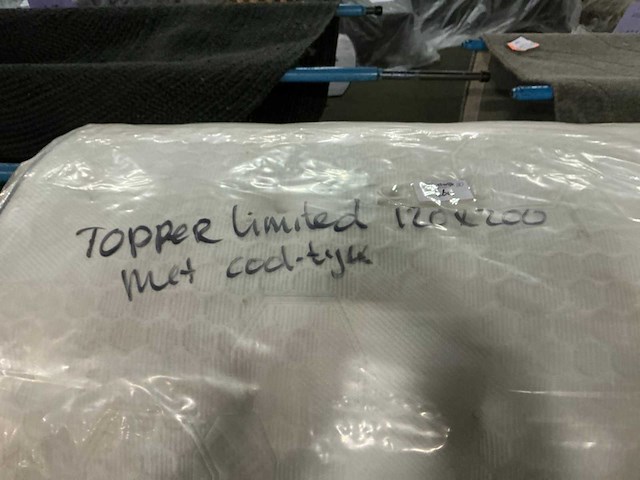 TOPPER Limited 120x200
Met cool-tyk